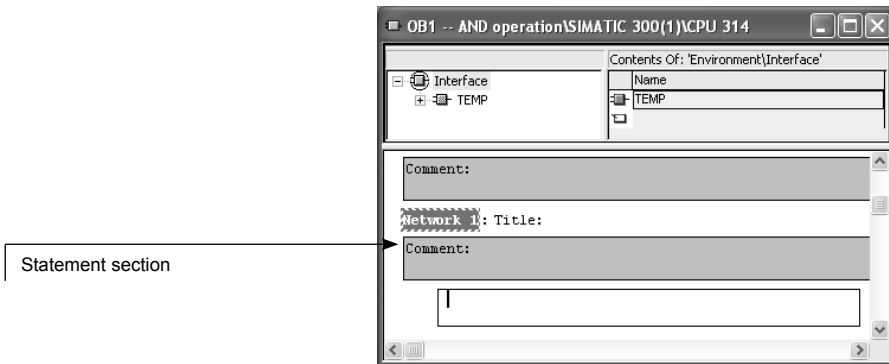 OB1 -- AND operation\SIMATIC 300(1)\CPU 314
Contents Of: 'Environment\Interface'
Interface
TEMP
Name
TEMP
Comment:
Network 1: Title:
Comment:
Statement section